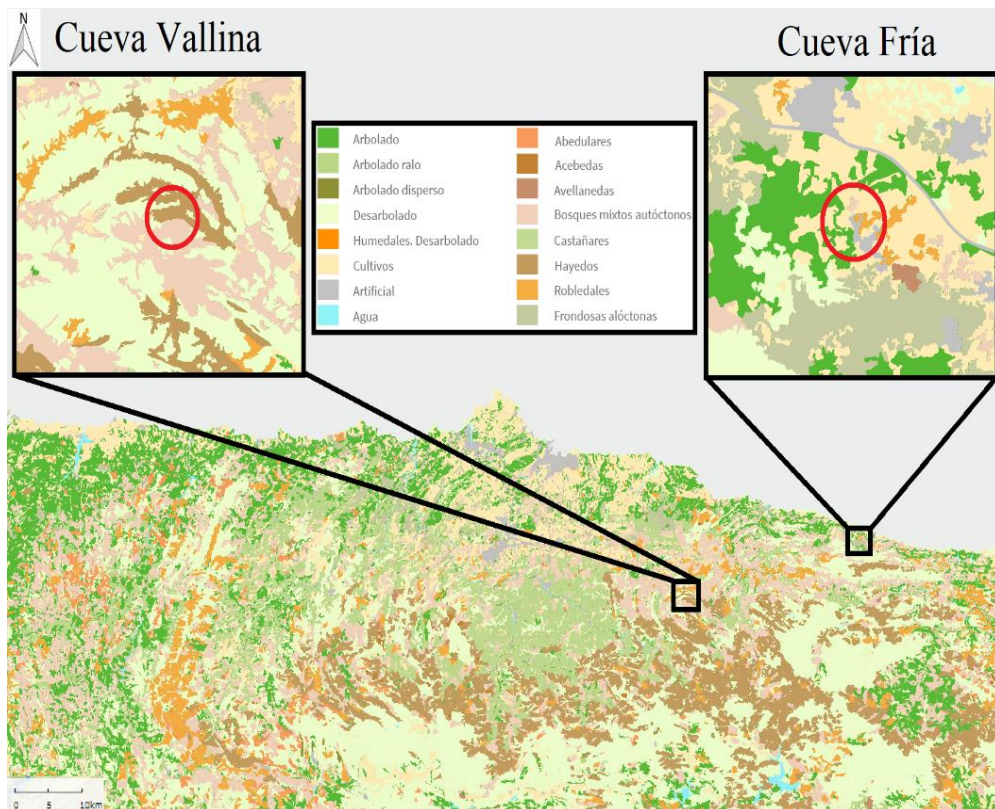 N
Cueva Vallina
Cueva Fría
Arbolado
Arbolado ralo
Arbolado disperso
Desarbolado
Humedales. Desarbolado
Cultivos
Artificial
Agua
Abedulares
Acebedas
Avellanedas
Bosques mixtos autóctonos
Castañares
Hayedos
Robledales
Frondosas alóctonas
0 5 10km